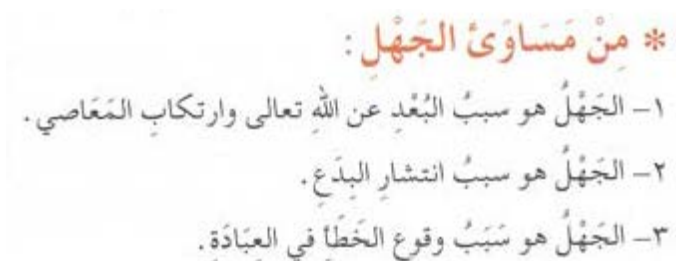 * مِنْ مَسَاوَئ الجَهْلِ :
١- الجَهْلُ هو سببُ البُعْدِ عن اللهِ تعالى وارتكابِ المَعَاصي.
٢- الجَهْلُ هو سببُ انتشارِ البِدَعِ.
٣- الجَهْلُ هو سَبَبُ وقوعِ الخَطَأ في العِبَادَةِ.